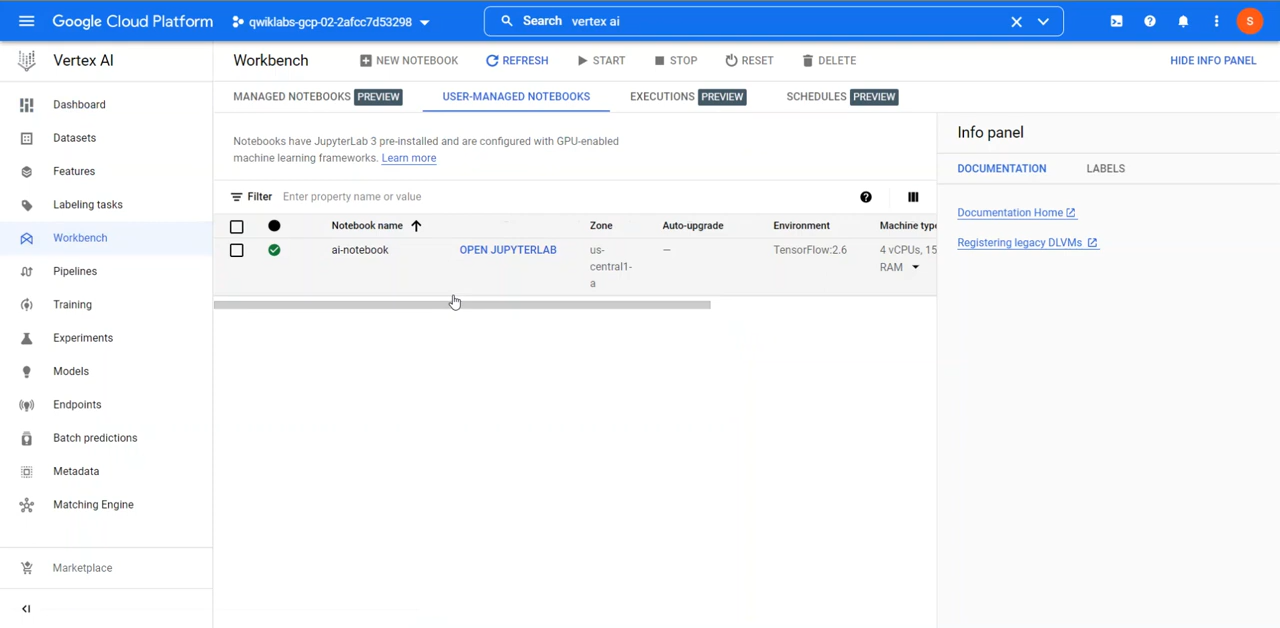 Google Cloud Platform qwiklabs-gcp-02-2afcc7d53298 Search vertex ai S
Vertex AI
Workbench NEW NOTEBOOK REFRESH START STOP RESET DELETE HIDE INFO PANEL
Dashboard
Datasets
Features
Labeling tasks
Workbench
Pipelines
Training
Experiments
Models
Endpoints
Batch predictions
Metadata
Matching Engine
Marketplace
MANAGED NOTEBOOKS PREVIEW USER-MANAGED NOTEBOOKS EXECUTIONS PREVIEW SCHEDULES PREVIEW
Notebooks have JupyterLab 3 pre-installed and are configured with GPU-enabled
machine learning frameworks. Learn more
Filter Enter property name or value
Notebook name Zone Auto-upgrade Environment Machine type
ai-notebook OPEN JUPYTERLAB us- — TensorFlow:2.6 4 vCPUs, 15
central1- RAM
a
Info panel
DOCUMENTATION LABELS
Documentation Home
Registering legacy DLVMs